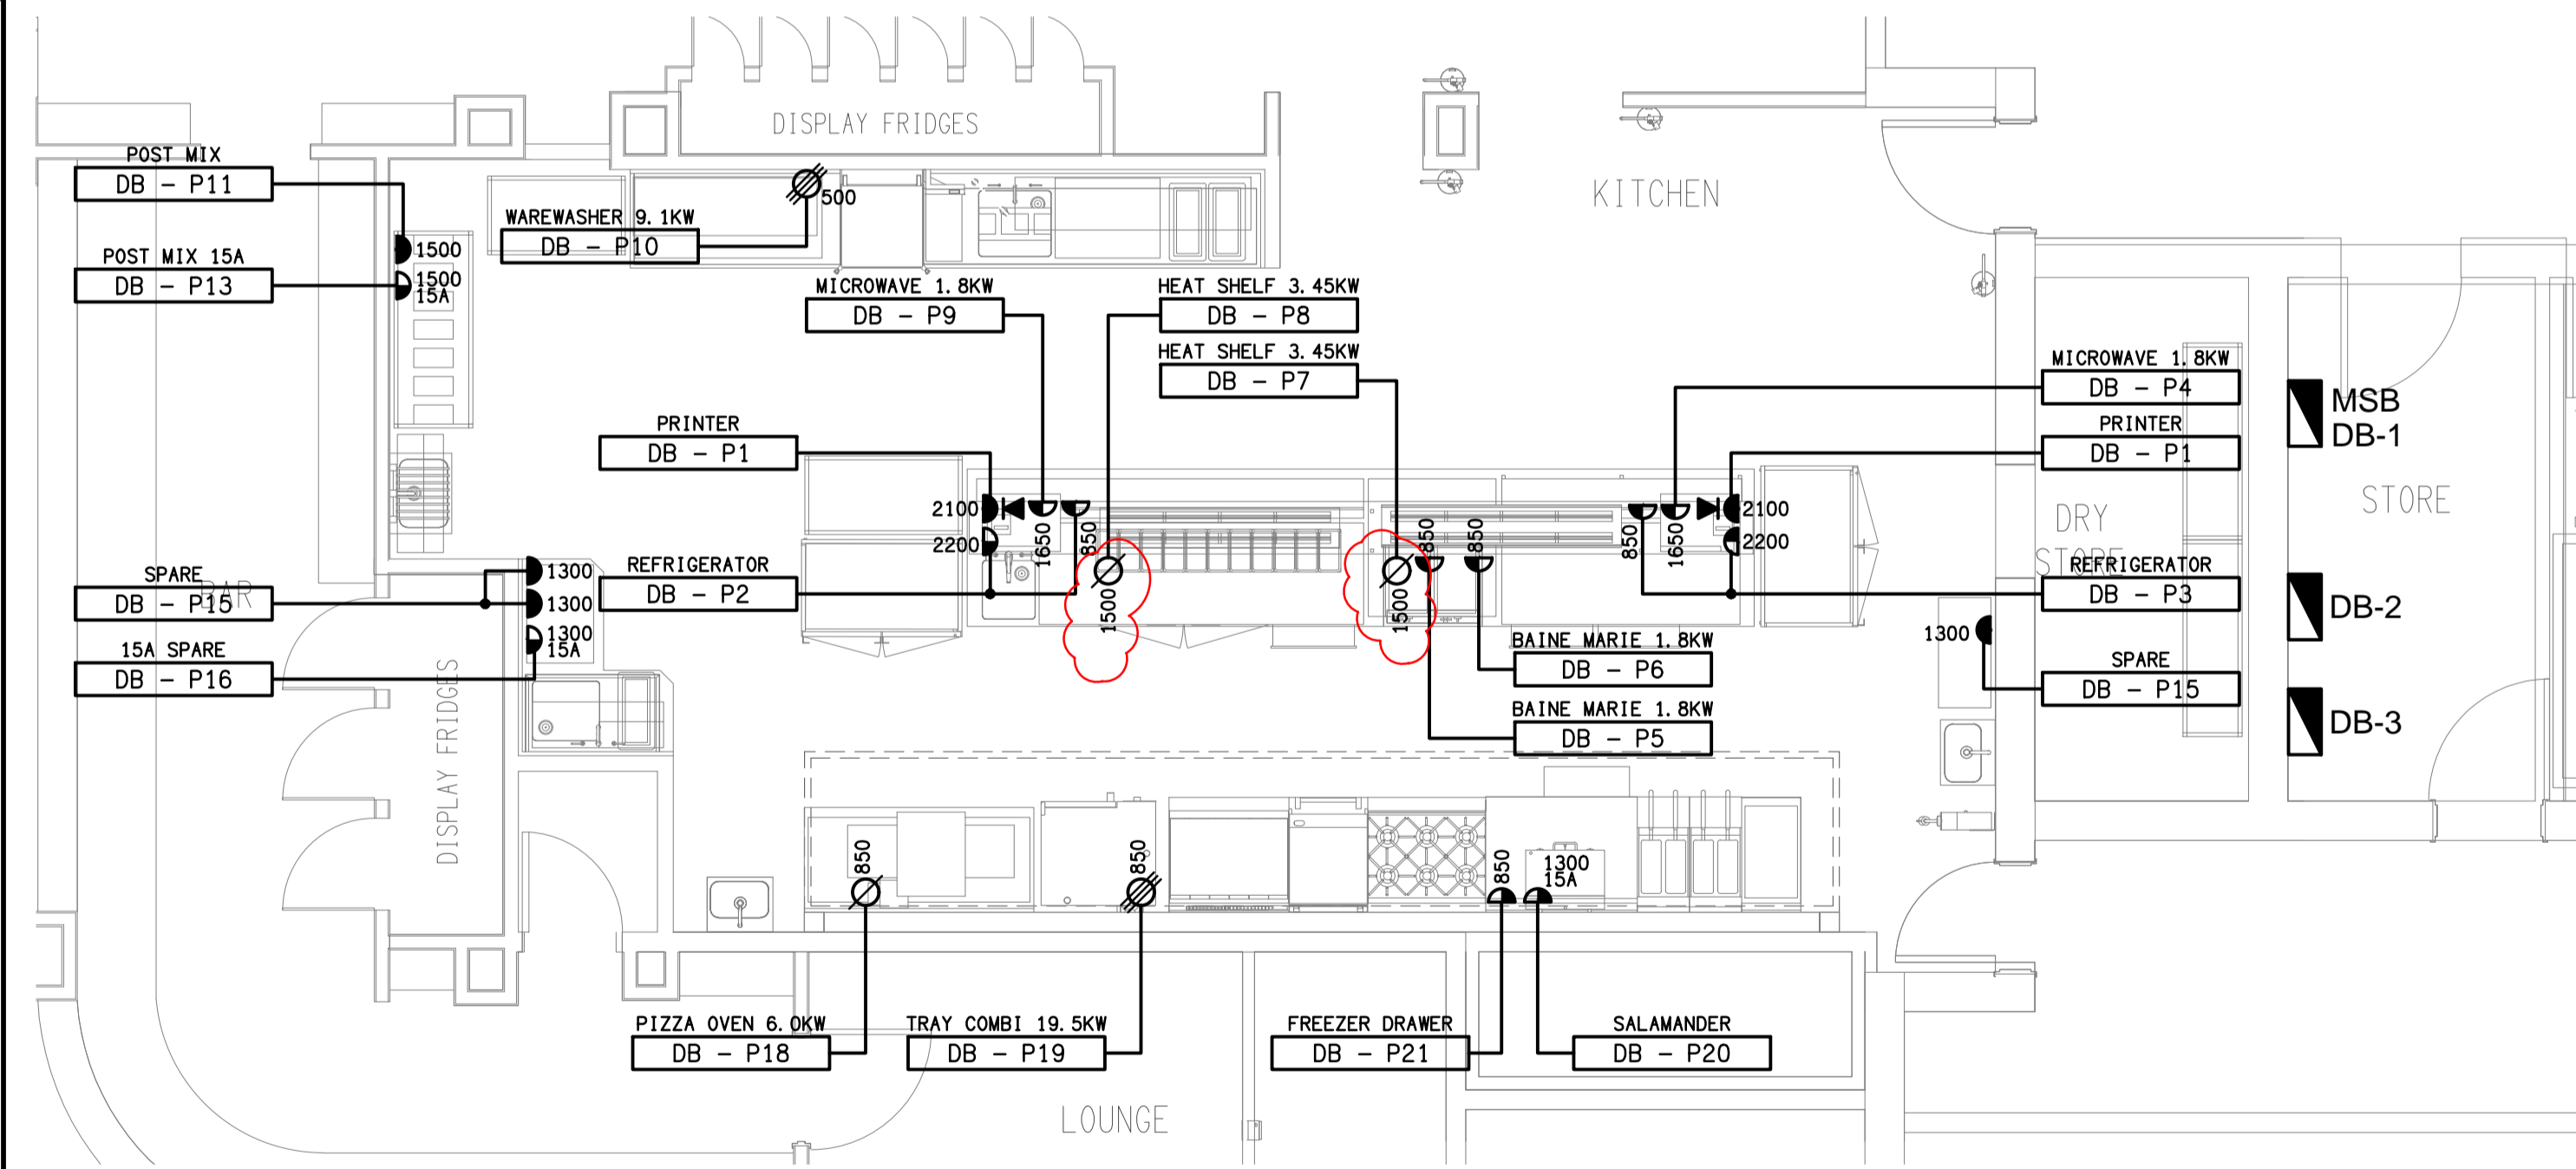 DISPLAY FRIDGES
POST MIX
DB - P11
KITCHEN
500
WAREWASHER 9.1KW
DB - P10
1500
POST MIX 15A
DB - P13
1500
15A
MICROWAVE 1.8KW
DB - P9
HEAT SHELF 3.45KW
DB - P8
HEAT SHELF 3.45KW
DB - P7
MICROWAVE 1.8KW
DB - P4
MSB
DB-1
PRINTER
DB - P1
PRINTER
DB - P1
STORE
2100
2200
1650
850
850
850
850
1650
2100
2200
DRY
STORE
SPARE
BAR
DB - P15
1300
1300
1300
15A
REFRIGERATOR
DB - P2
1500
1500
REFRIGERATOR
DB - P3
DB-2
15A SPARE
DB - P16
BAINE MARIE 1.8KW
DB - P6
1300
SPARE
DB - P15
BAINE MARIE 1.8KW
DB - P5
DB-3
DISPLAY FRIDGES
850
850
850
1300
15A
PIZZA OVEN 6.0KW
DB - P18
TRAY COMBI 19.5KW
DB - P19
FREEZER DRAWER
DB - P21
SALAMANDER
DB - P20
LOUNGE